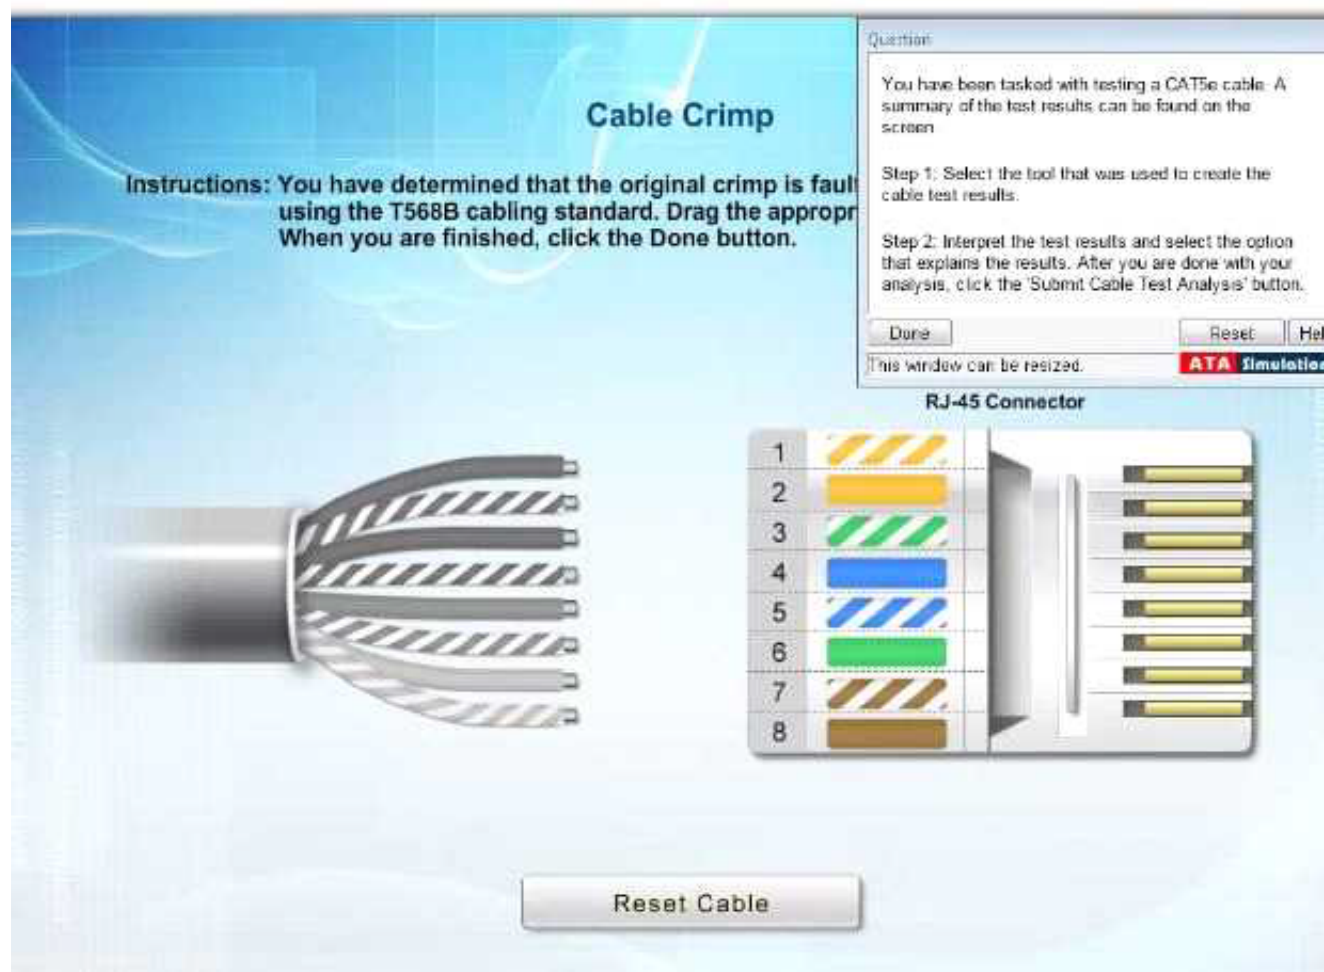 Question
You have been tasked with testing a CAT5e cable. A
summary of the test results can be found on the
screen
Step 1: Select the tool that was used to create the
cable test results.
Step 2: Interpret the test results and select the option
that explains the results. After you are done with your
analysis, click the 'Submit Cable Test Analysis' button.
Done
Reset
Hel
This window can be resized.
ATA Simulation
Cable Crimp
Instructions: You have determined that the original crimp is fault
using the T568B cabling standard. Drag the appropr
When you are finished, click the Done button.
RJ-45 Connector
1
2
3
4
5
6
7
8
Reset Cable